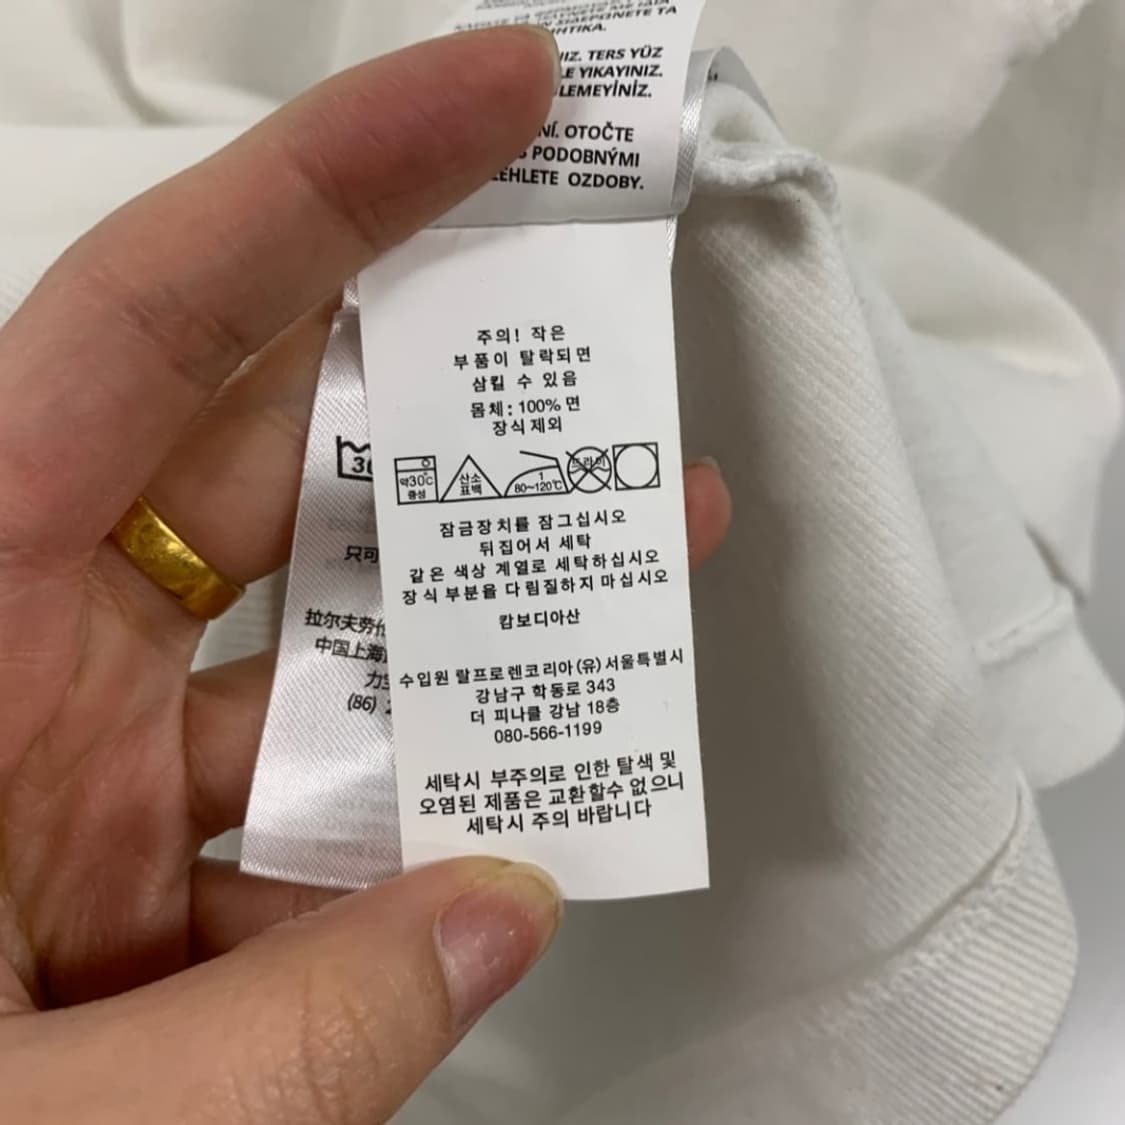 TERS YÜZ
YIKAYINIZ.
OTOČTE
PODOBNÝMI
OZDOBY.
주의! 작은
부품이 탈락되면
삼킬 수 있음
몸체: 100% 면
장식제외
약30℃
중성
산소
표백
1
80~120℃
드라이
잠금장치를 잠그십시오
뒤집어서 세탁
같은 색상 계열로 세탁하십시오
장식 부분을 다림질하지 마십시오
캄보디아산
수입원 랄프로렌코리아(유)서울특별시
강남구 학동로 343
더 피나클 강남 18층
080-566-1199
세탁시 부주의로 인한 탈색 및
오염된 제품은 교환할수 없으니
세탁시 주의 바랍니다
只可
拉尔夫劳
中国上海
(86)